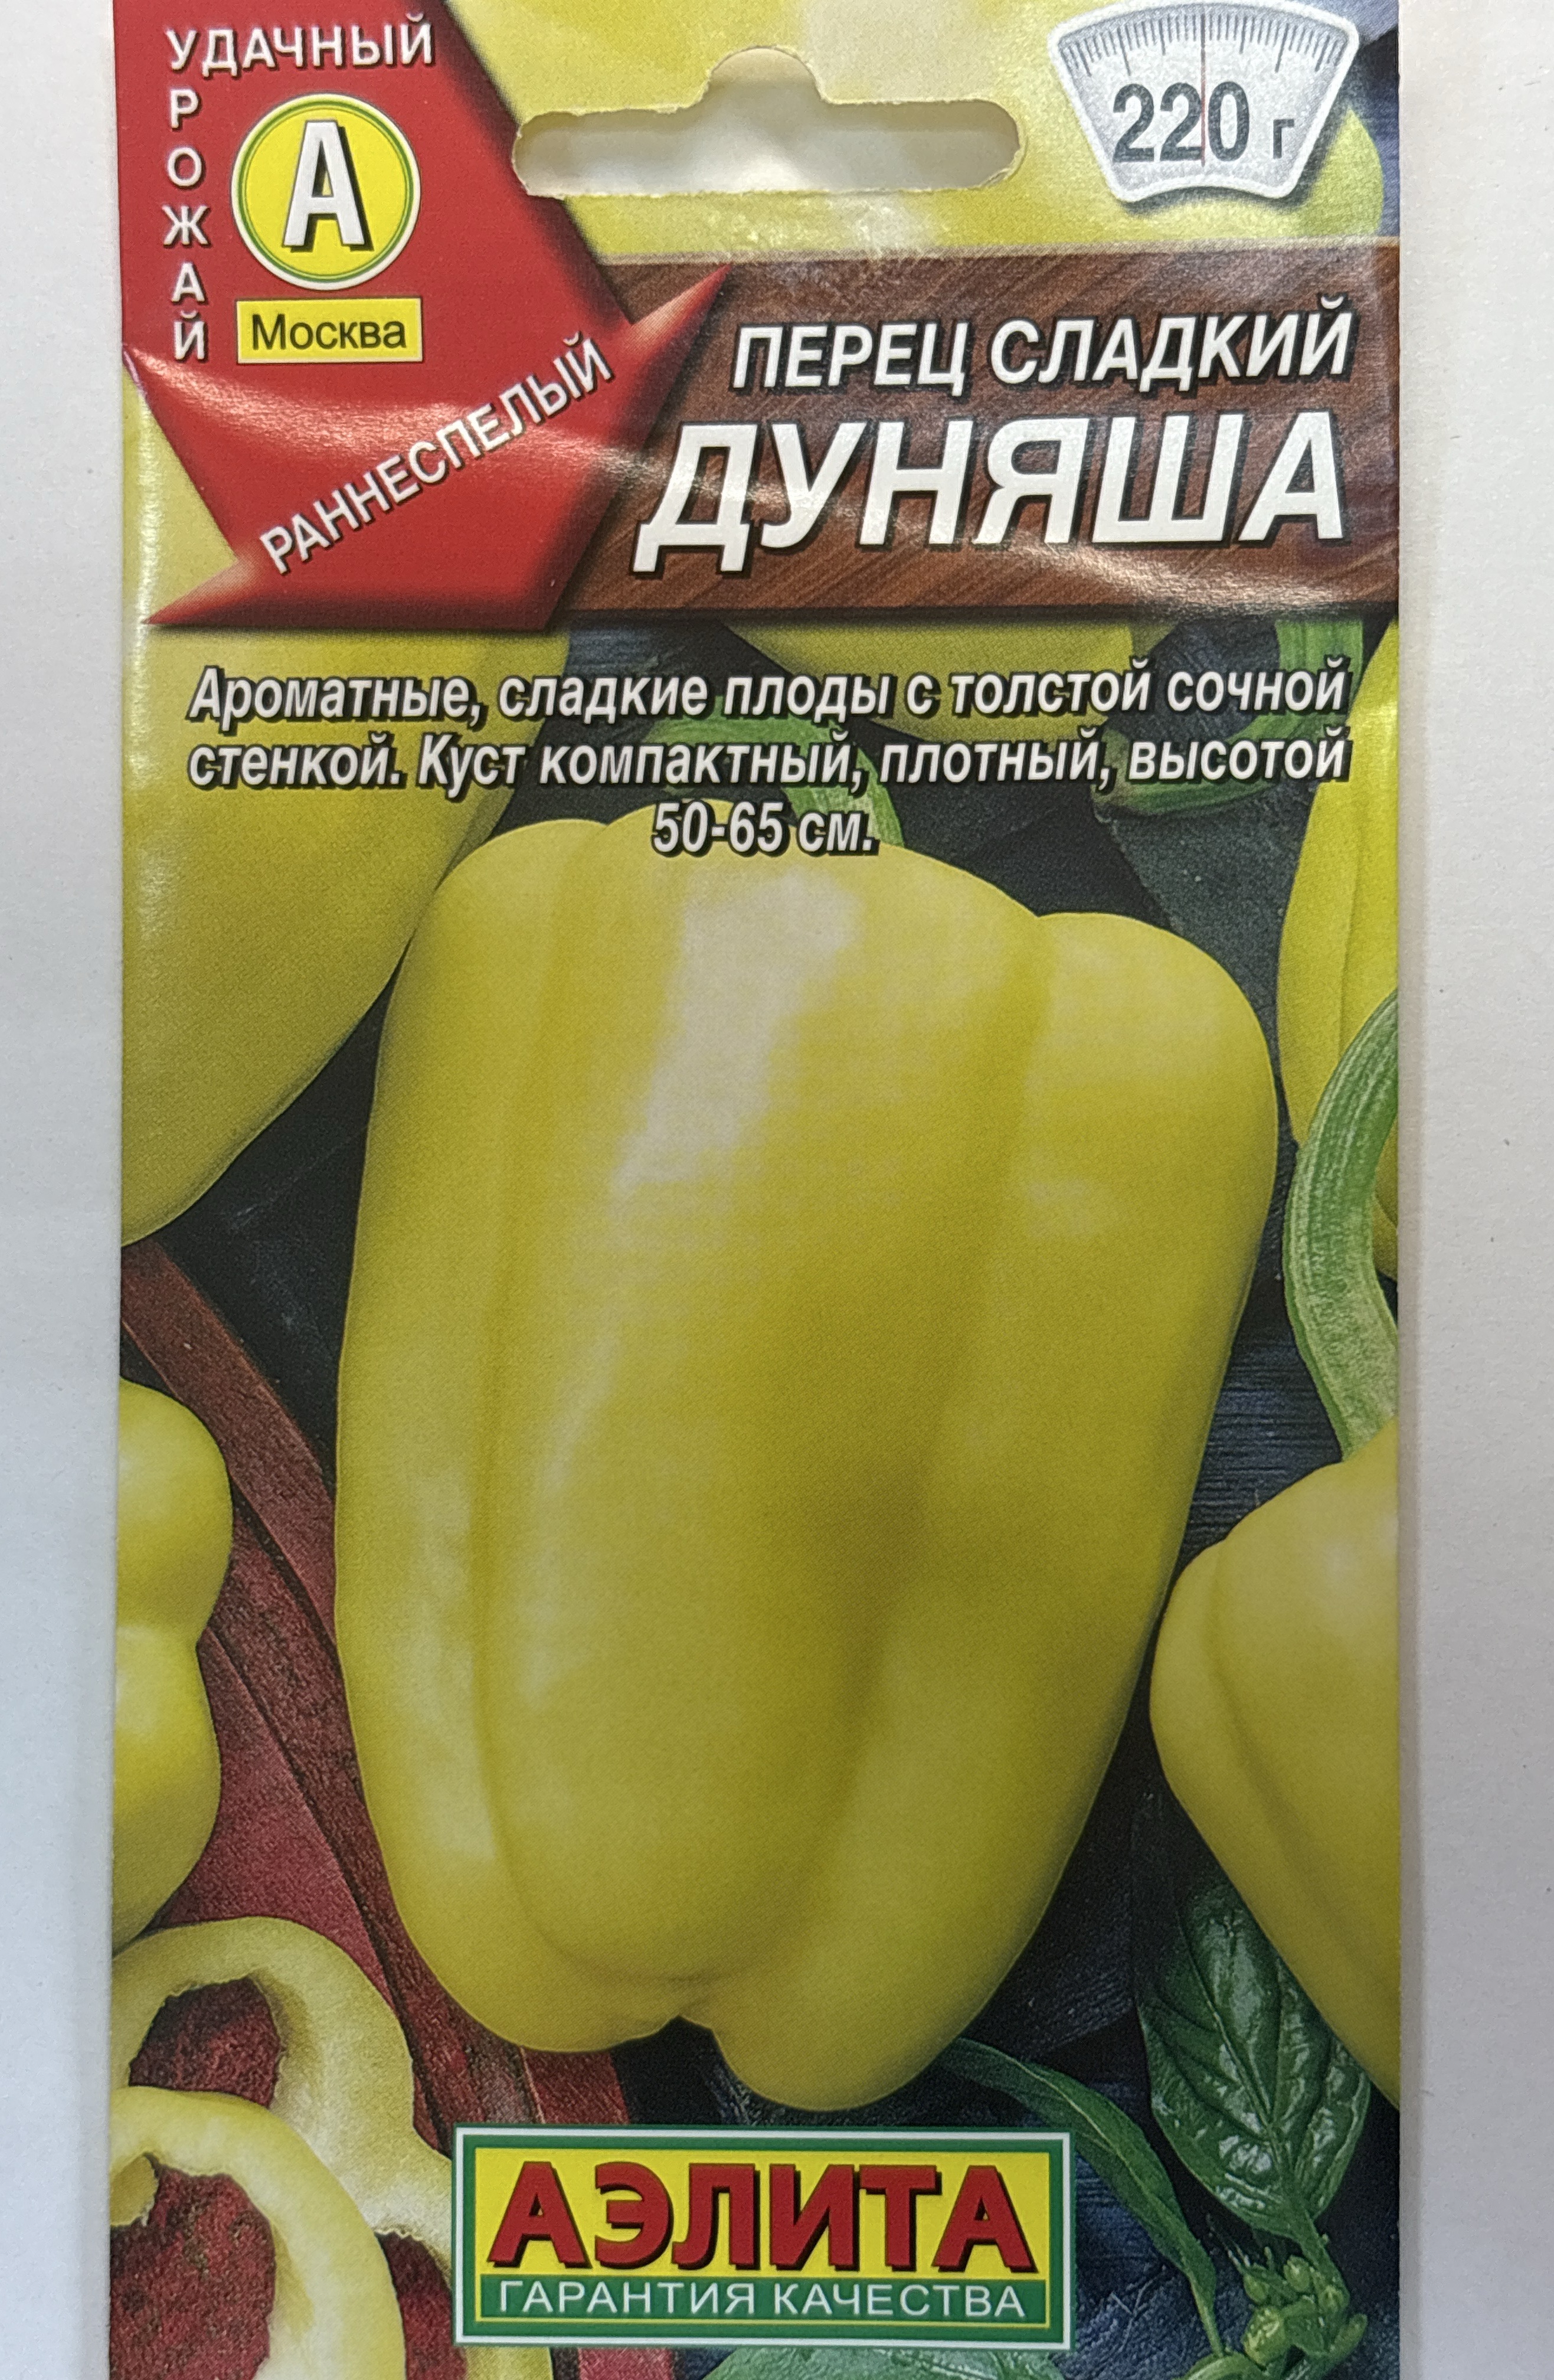 УДАЧНЫЙ
УРОЖАЙ
А
Москва
220 г
РАННЕСПЕЛЫЙ
ПЕРЕЦ СЛАДКИЙ
ДУНЯША
Ароматные, сладкие плоды с толстой сочной
стенкой. Куст компактный, плотный, высотой
50-65 см.
АЭЛИТА
ГАРАНТИЯ КАЧЕСТВА